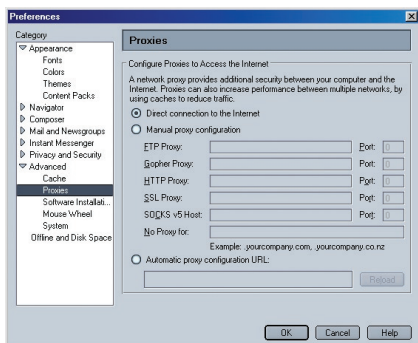 Preferences
Category
Appearance
Fonts
Colors
Themes
Content Packs
Navigator
Composer
Mail and Newsgroups
Instant Messenger
Privacy and Security
Advanced
Cache
Proxies
Software Installati...
Mouse Wheel
System
Offline and Disk Space
Proxies
Configure Proxies to Access the Internet
A network proxy provides additional security between your computer and the
Internet. Proxies can also increase performance between multiple networks, by
using caches to reduce traffic.
Direct connection to the Internet
Manual proxy configuration
FTP Proxy: Port: 0
Gopher Proxy: Port: 0
HTTP Proxy: Port: 0
SSL Proxy: Port: 0
SOCKS v5 Host: Port: 0
No Proxy for:
Example: .yourcompany.com, .yourcompany.co.nz
Automatic proxy configuration URL:
Reload
OK Cancel Help